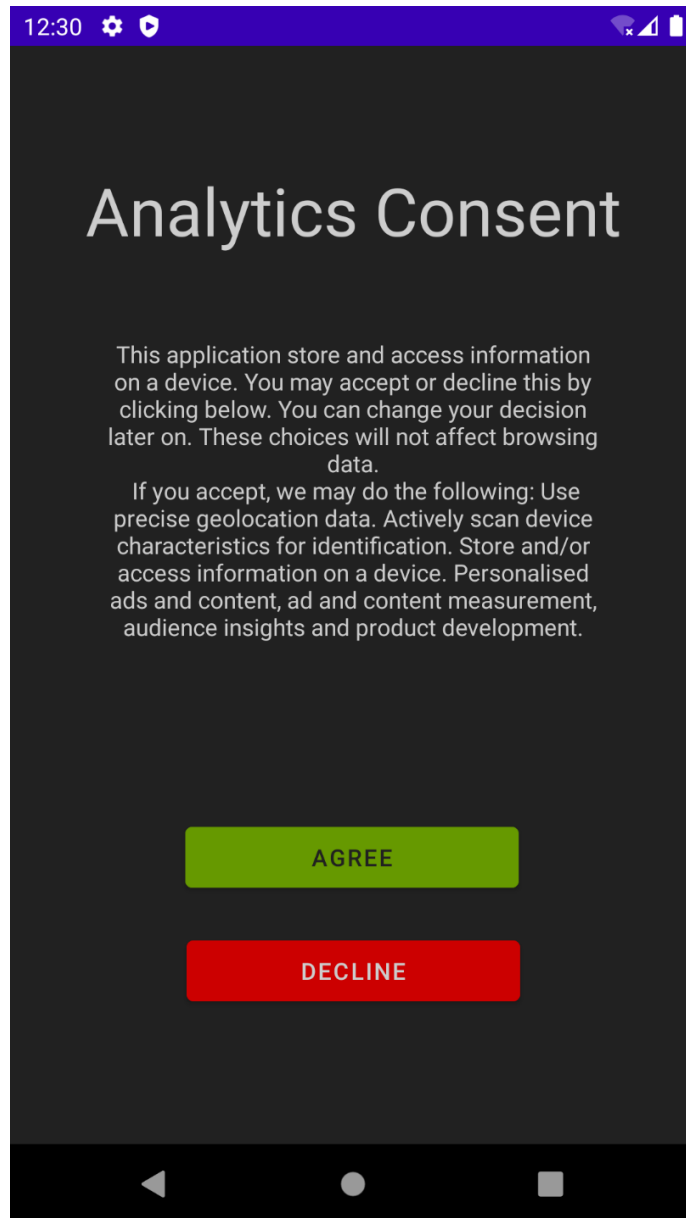 12:30
Analytics Consent
This application store and access information
on a device. You may accept or decline this by
clicking below. You can change your decision
later on. These choices will not affect browsing
data.
If you accept, we may do the following: Use
precise geolocation data. Actively scan device
characteristics for identification. Store and/or
access information on a device. Personalised
ads and content, ad and content measurement,
audience insights and product development.
AGREE
DECLINE